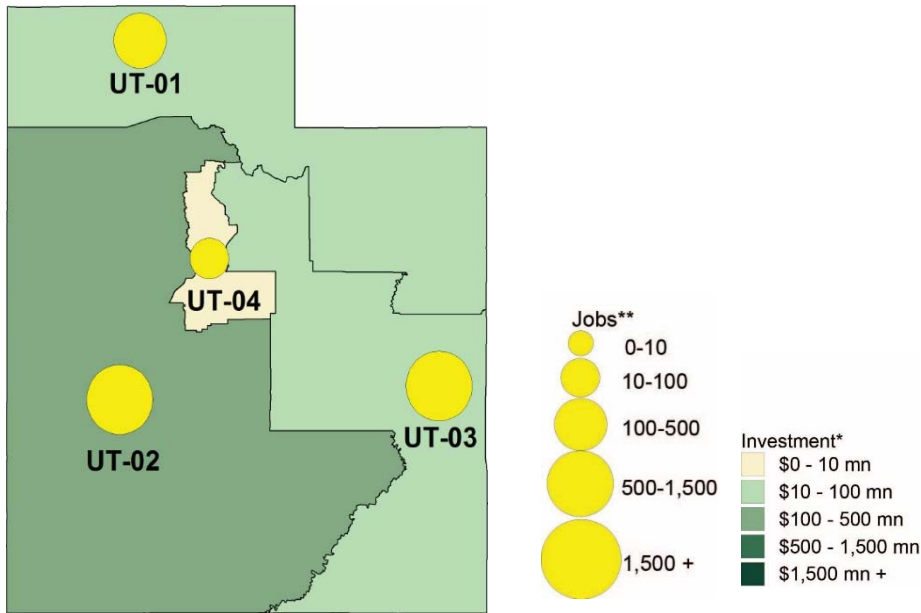 UT-01
UT-04
UT-02
UT-03
Jobs**
0-10
10-100
100-500
500-1,500
1,500 +
Investment*
$0 - 10 mn
$10 - 100 mn
$100 - 500 mn
$500 - 1,500 mn
$1,500 mn +